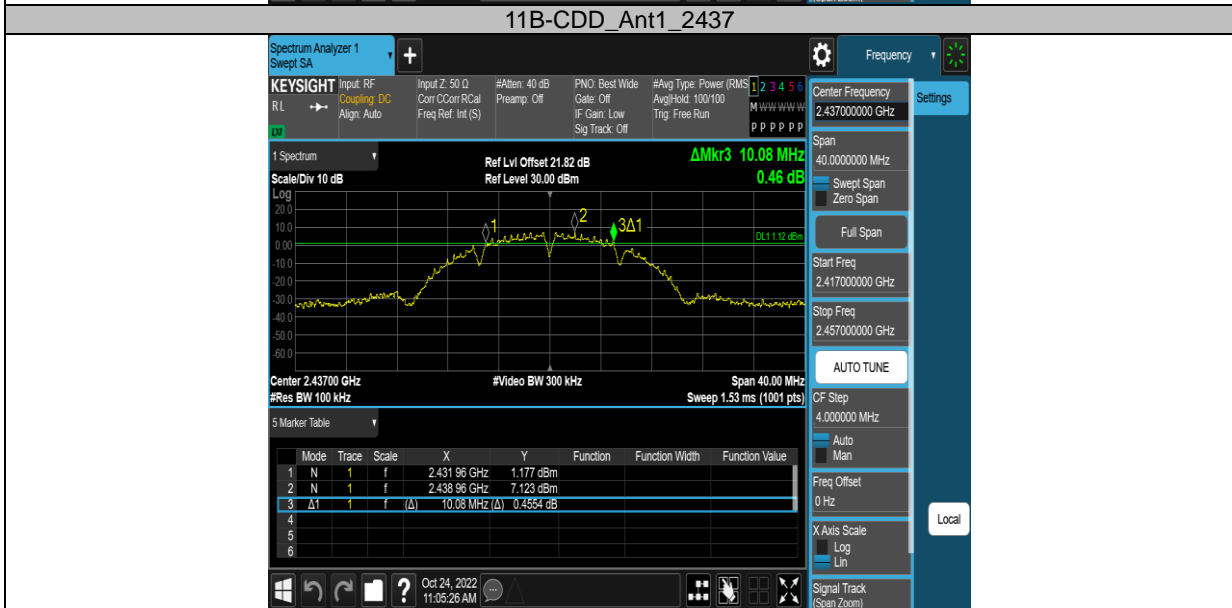 (Span Zoom)
11B-CDD_Ant1_2437
Spectrum Analyzer 1
Swept SA
+
Frequency
KEYSIGHT
RL
LXI
Input: RF
Coupling: DC
Align: Auto
Input Z: 50 Ω
Corr CCorr RCal
Freq Ref: Int (S)
#Atten: 40 dB
Preamp: Off
PNO: Best Wide
Gate: Off
IF Gain: Low
Sig Track: Off
#Avg Type: Power (RMS
Avg|Hold: 100/100
Trig: Free Run
1 2 3 4 5 6
M W W W W W
P P P P P P
1 Spectrum
Scale/Div 10 dB
Ref Lvl Offset 21.82 dB
Ref Level 30.00 dBm
ΔMkr3 10.08 MHz
0.46 dB
Log
20.0
10.0
0.00
-10.0
-20.0
-30.0
-40.0
-50.0
-60.0
1
2
3Δ1
DL1 1.12 dBm
Center 2.43700 GHz
#Res BW 100 kHz
#Video BW 300 kHz
Span 40.00 MHz
Sweep 1.53 ms (1001 pts)
5 Marker Table
Mode Trace Scale X Y Function Function Width Function Value
1 N 1 f 2.431 96 GHz 1.177 dBm
2 N 1 f 2.438 96 GHz 7.123 dBm
3 Δ1 1 f (Δ) 10.08 MHz (Δ) 0.4554 dB
4
5
6
Oct 24, 2022
11:05:26 AM
?
Center Frequency
2.437000000 GHz
Settings
Span
40.0000000 MHz
Swept Span
Zero Span
Full Span
Start Freq
2.417000000 GHz
Stop Freq
2.457000000 GHz
AUTO TUNE
CF Step
4.000000 MHz
Auto
Man
Freq Offset
0 Hz
X Axis Scale
Log
Lin
Local
Signal Track
(Span Zoom)